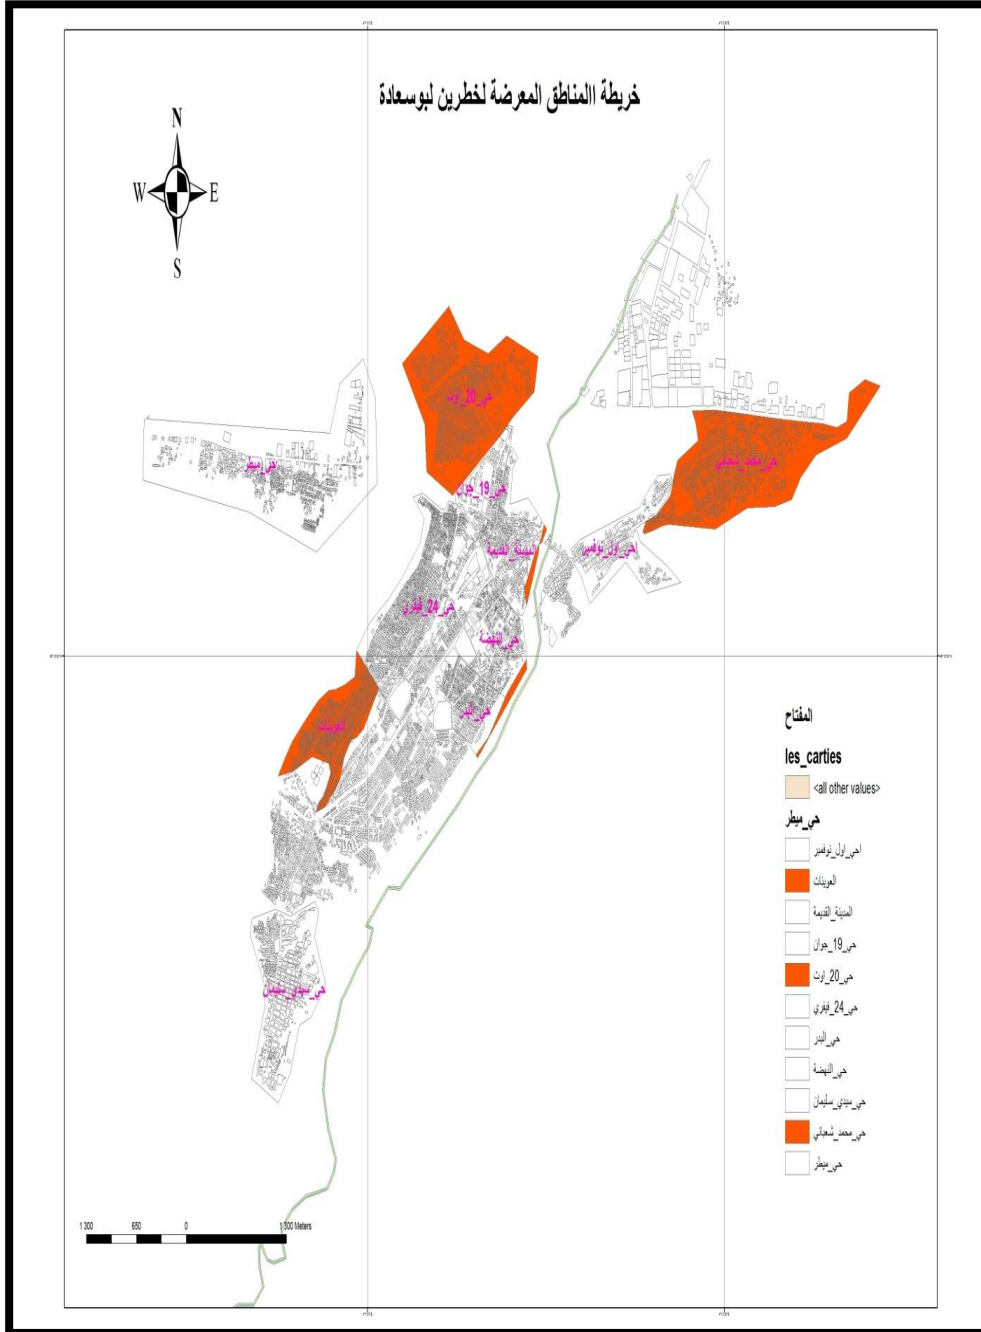 خريطة االمناطق المعرضة لخطرين لبوسعادة
N
W E
S
حي_20_اوت
حي_ميطر
حي_محمد_شعباني
حي_19_جوان
المدينة_القديمة
احي_اول_نوفمبر
حي_24_فيفري
حي_النهضة
حي_البدر
العوينات
حي_سيدي_سليمان
المفتاح
les_carties
<all other values>
حي_ميطر
احي_اول_نوفمبر
العوينات
المدينة_القديمة
حي_19_جوان
حي_20_اوت
حي_24_فيفري
حي_البدر
حي_النهضة
حي_سيدي_سليمان
حي_محمد_شعباني
حي_ميطر
1 300 650 0 1 300 Meters